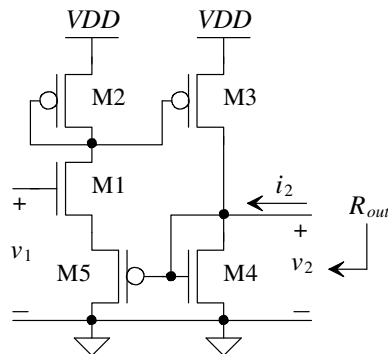 VDD VDD
M2 M3
M1
i2
+ + Rout
v1 M5 M4 v2
− −